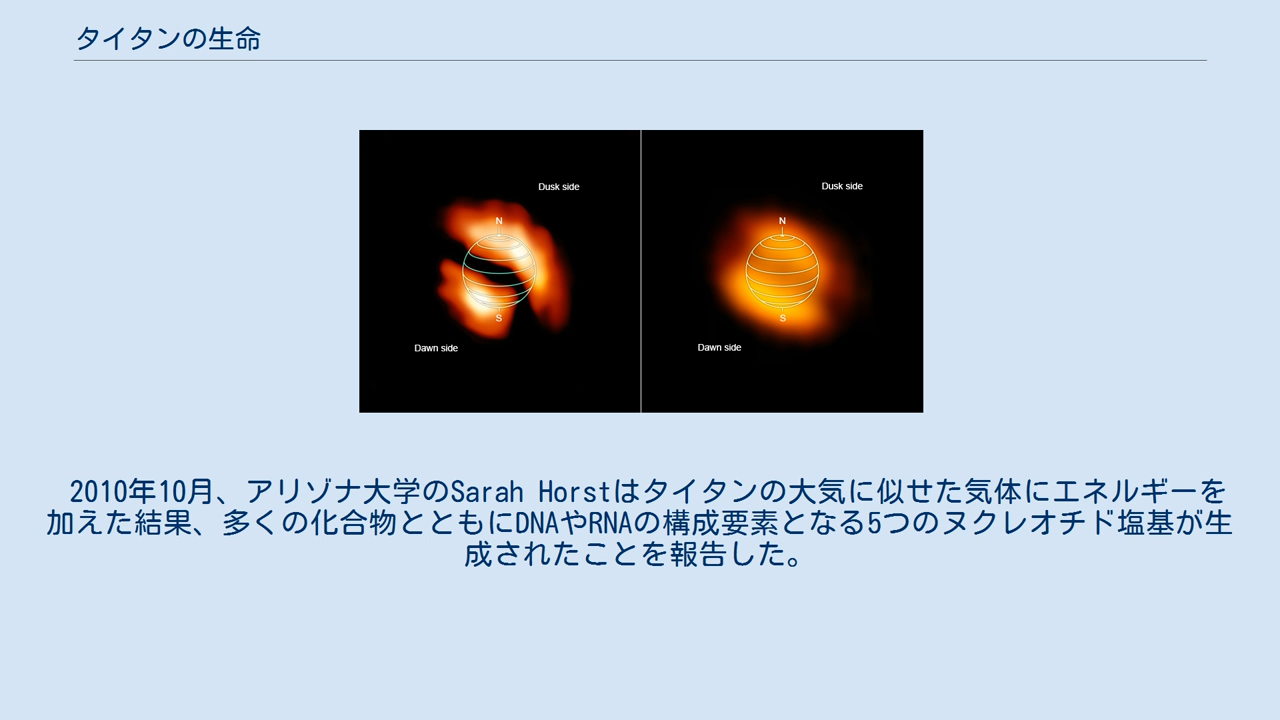 タイタンの生命
Dusk side
N
S
Dawn side
Dusk side
N
S
Dawn side
2010年10月、アリゾナ大学のSarah Horstはタイタンの大気に似せた気体にエネルギーを
加えた結果、多くの化合物とともにDNAやRNAの構成要素となる5つのヌクレオチド塩基が生
成されたことを報告した。